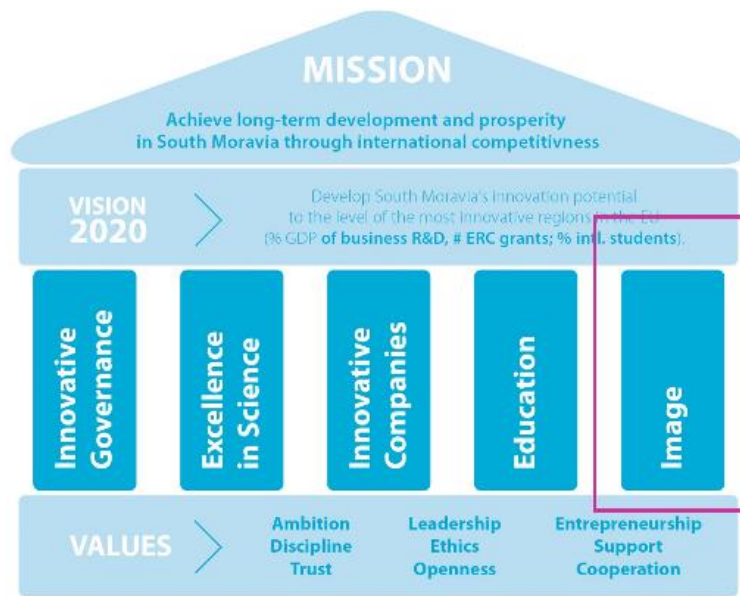 MISSION
Achieve long-term development and prosperity
in South Moravia through international competitivness
VISION
2020
Develop South Moravia's innovation potential
to the level of the most innovative regions in the EU
(% GDP of business R&D, # ERC grants; % intl. students).
Innovative
Governance
Excellence
in Science
Innovative
Companies
Education
Image
VALUES
Ambition
Discipline
Trust
Leadership
Ethics
Openness
Entrepreneurship
Support
Cooperation